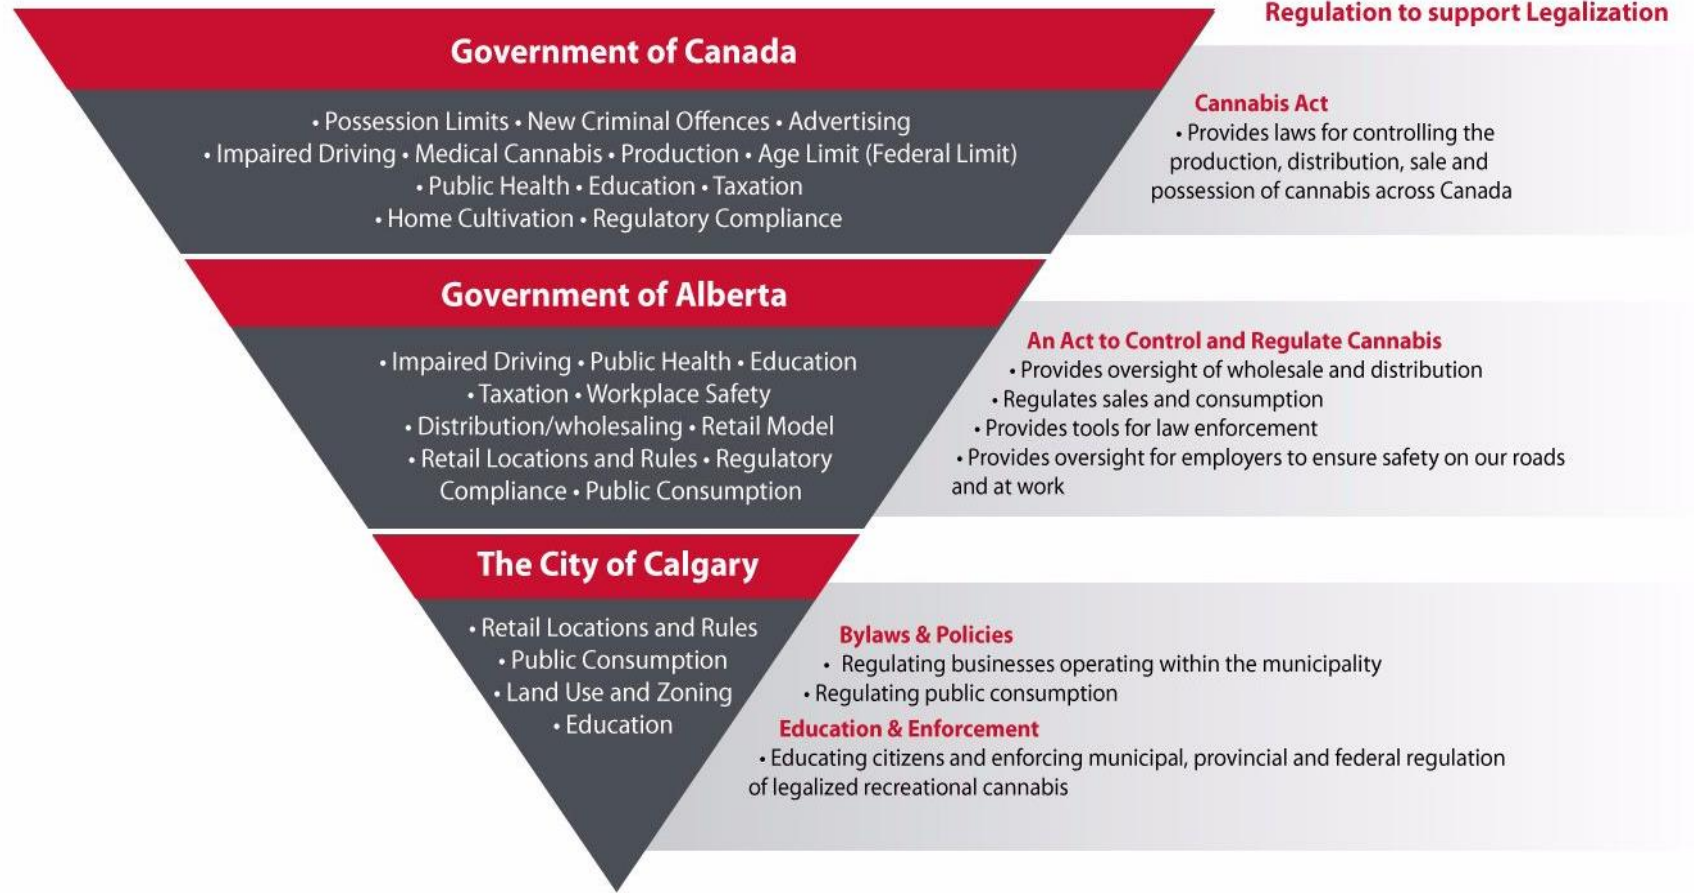 Regulation to support Legalization
Government of Canada
• Possession Limits • New Criminal Offences • Advertising
• Impaired Driving • Medical Cannabis • Production • Age Limit (Federal Limit)
• Public Health • Education • Taxation
• Home Cultivation • Regulatory Compliance
Cannabis Act
• Provides laws for controlling the
production, distribution, sale and
possession of cannabis across Canada
Government of Alberta
• Impaired Driving • Public Health • Education
• Taxation • Workplace Safety
• Distribution/wholesaling • Retail Model
• Retail Locations and Rules • Regulatory
Compliance • Public Consumption
An Act to Control and Regulate Cannabis
• Provides oversight of wholesale and distribution
• Regulates sales and consumption
• Provides tools for law enforcement
• Provides oversight for employers to ensure safety on our roads
and at work
The City of Calgary
• Retail Locations and Rules
• Public Consumption
• Land Use and Zoning
• Education
Bylaws & Policies
• Regulating businesses operating within the municipality
• Regulating public consumption
Education & Enforcement
• Educating citizens and enforcing municipal, provincial and federal regulation
of legalized recreational cannabis